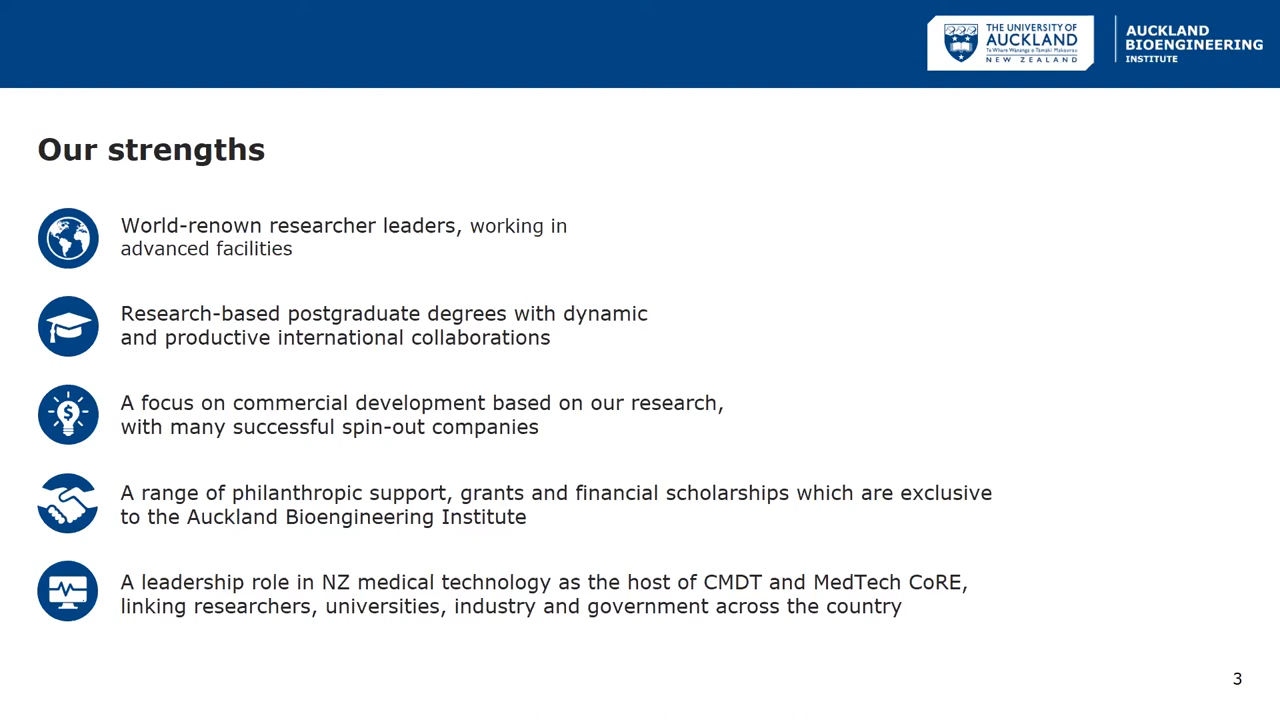 THE UNIVERSITY OF
AUCKLAND
Te Whare Wānanga o Tāmaki Makaurau
NEW ZEALAND
AUCKLAND
BIOENGINEERING
INSTITUTE
Our strengths
World-renown researcher leaders, working in
advanced facilities
Research-based postgraduate degrees with dynamic
and productive international collaborations
$
A focus on commercial development based on our research,
with many successful spin-out companies
A range of philanthropic support, grants and financial scholarships which are exclusive
to the Auckland Bioengineering Institute
A leadership role in NZ medical technology as the host of CMDT and MedTech CoRE,
linking researchers, universities, industry and government across the country
3